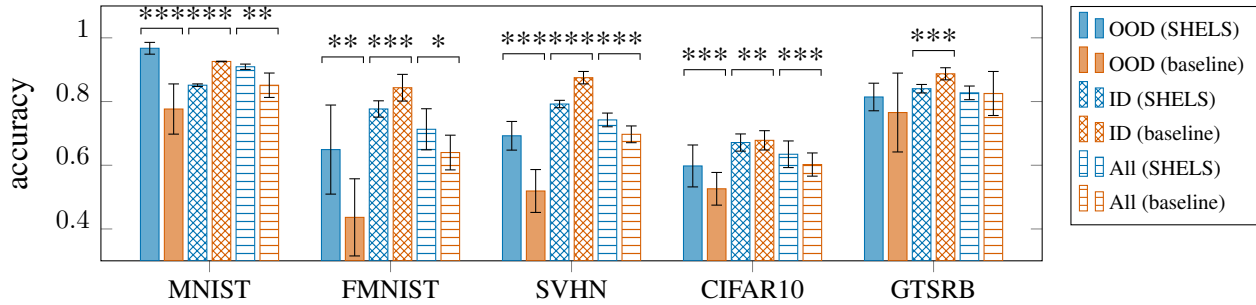 accuracy
1
0.8
0.6
0.4
*** *** **
** *** *
*** *** ***
*** ** ***
***
MNIST FMNIST SVHN CIFAR10 GTSRB
OOD (SHELS)
OOD (baseline)
ID (SHELS)
ID (baseline)
All (SHELS)
All (baseline)